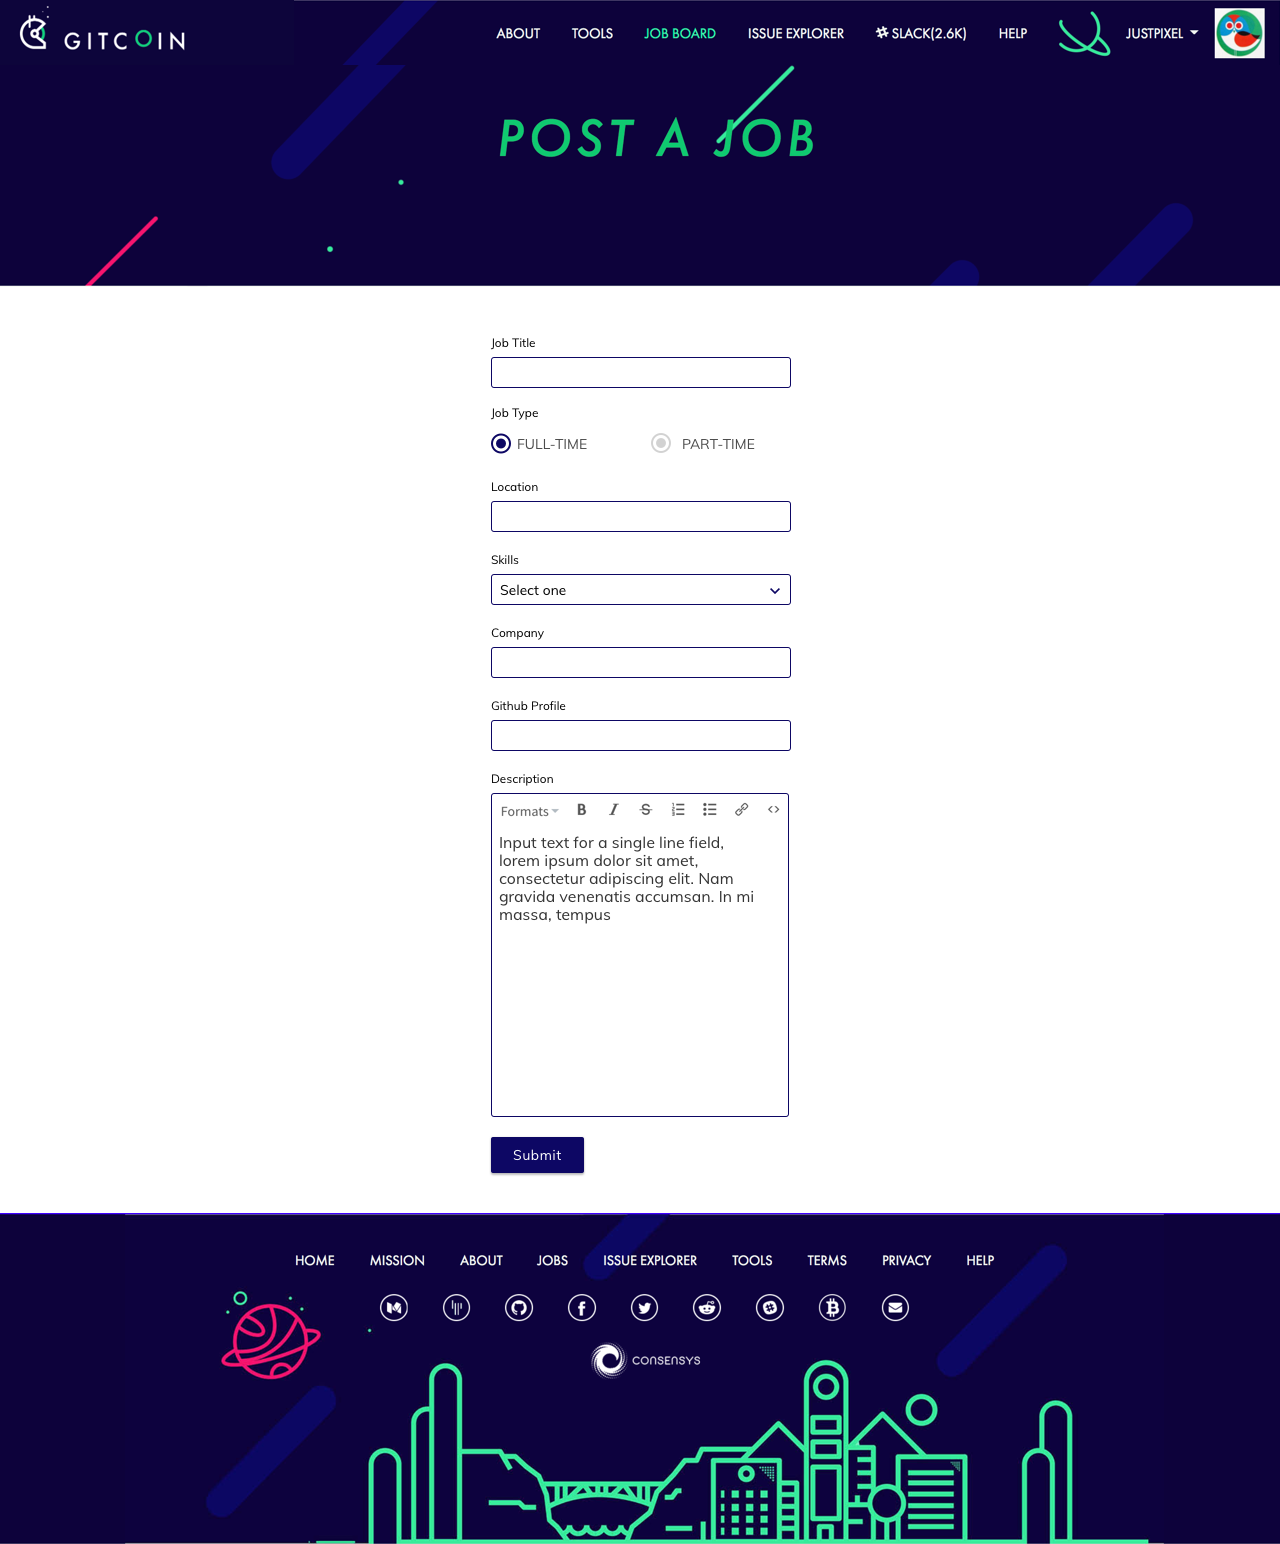 GITCOIN
ABOUT TOOLS JOB BOARD ISSUE EXPLORER SLACK(2.6K) HELP JUSTPIXEL
POST A JOB
Job Title
Job Type
FULL-TIME PART-TIME
Location
Skills
Select one
Company
Github Profile
Description
Formats B I S
Input text for a single line field,
lorem ipsum dolor sit amet,
consectetur adipiscing elit. Nam
gravida venenatis accumsan. In mi
massa, tempus
Submit
HOME MISSION ABOUT JOBS ISSUE EXPLORER TOOLS TERMS PRIVACY HELP
CONSENSYS